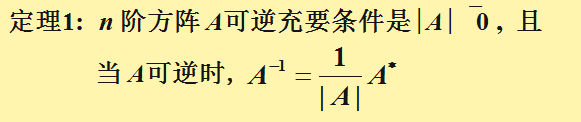 定理1: n 阶方阵A可逆充要条件是|A| ¯0 , 且
当A可逆时, A⁻¹ = 1/|A| A*